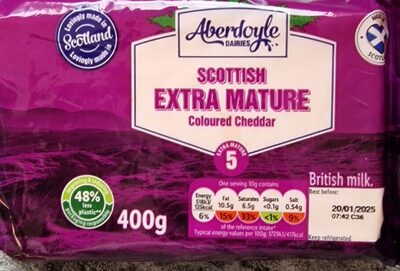 Lovingly made in
Scotland
Lovingly made in
Aberdoyle
DAIRIES
SCOTTISH
EXTRA MATURE
Coloured Cheddar
EXTRA MATURE
5
48%
less
plastic
400g
One serving 30g contains
Energy
518kJ
125kcal
6%
Fat
10.5g
15%
Saturates
6.5g
33%
Sugars
<0.1g
<1%
Salt
0.54g
9%
of the reference intake*
Typical energy values per 100g: 1729kJ/417kcal
British milk.
Best before:
20/01/2025
07:42 C36
Keep refrigerated